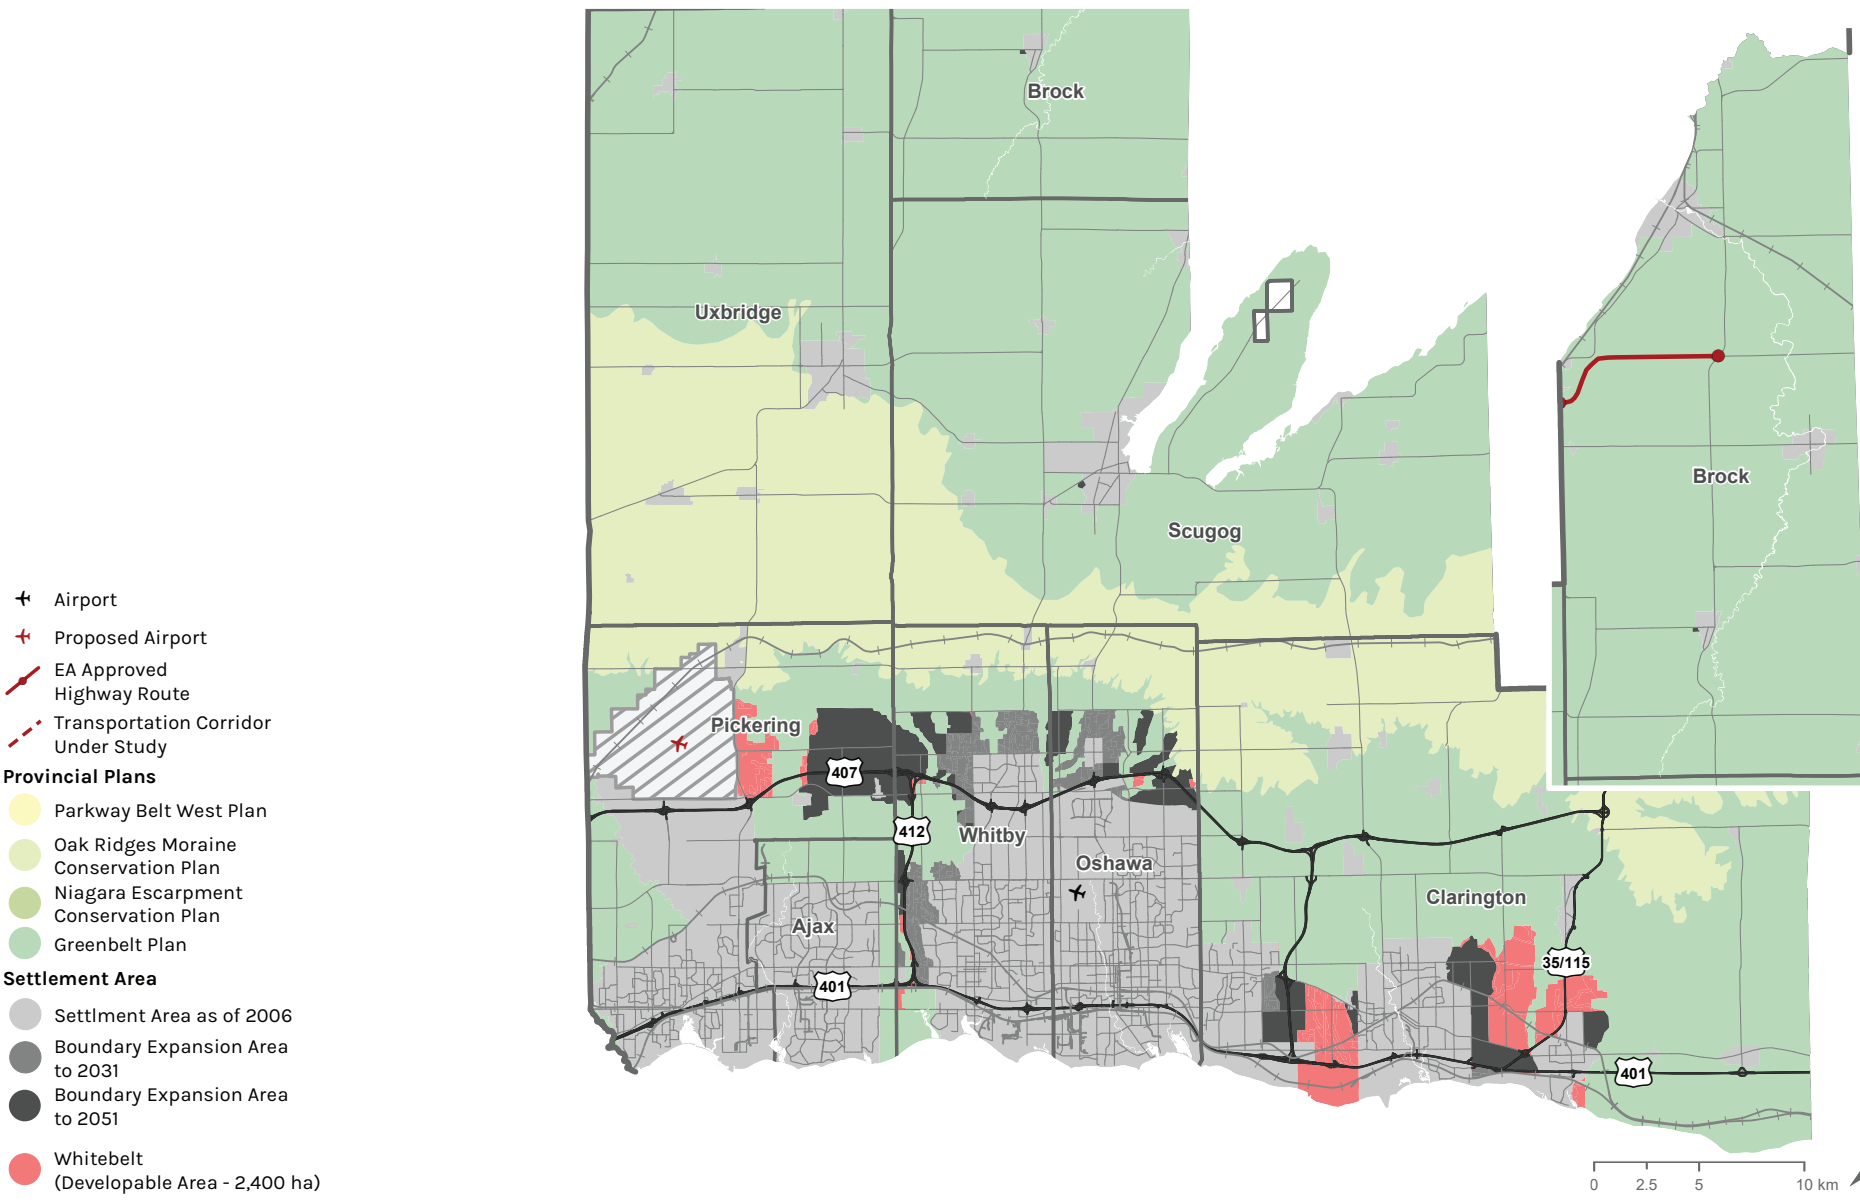 Brock
Uxbridge
Brock
Scugog
Pickering
407
412
Whitby
Oshawa
Clarington
Ajax
35/115
401
401
Airport
Proposed Airport
EA Approved
Highway Route
Transportation Corridor
Under Study
Provincial Plans
Parkway Belt West Plan
Oak Ridges Moraine
Conservation Plan
Niagara Escarpment
Conservation Plan
Greenbelt Plan
Settlement Area
Settlment Area as of 2006
Boundary Expansion Area
to 2031
Boundary Expansion Area
to 2051
Whitebelt
(Developable Area - 2,400 ha)
0 2.5 5 10 km